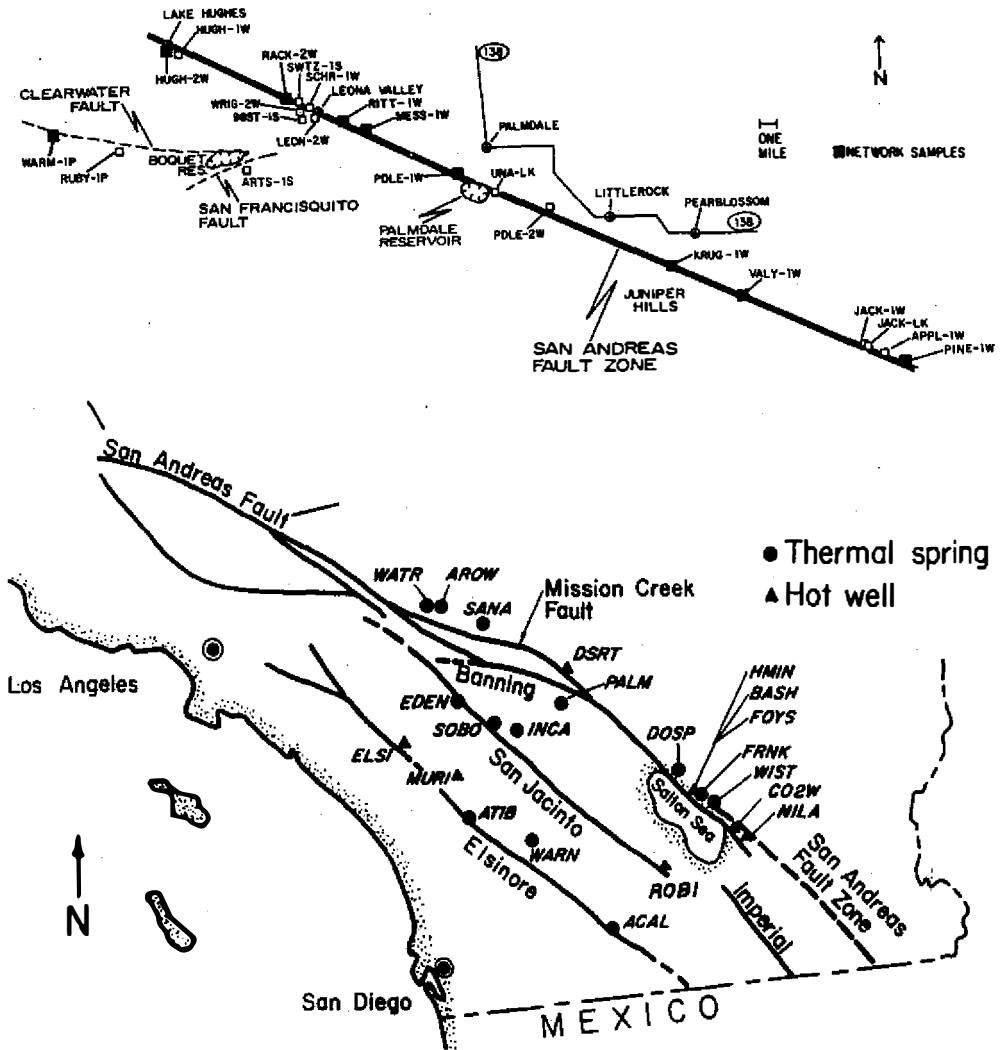 LAKE HUGHES
HUGH-1W
HUGH-2W
RACK-2W
SWTZ-1S
SCHR-1W
LEONA VALLEY
RITT-1W
MESS-1W
WRIG-2W
98ST-1S
LEON-2W
CLEARWATER
FAULT
WARM-1P
RUBY-1P
BOQUET
RES.
ARTS-1S
SAN FRANCISQUITO
FAULT
138
PALMDALE
N
ONE
MILE
NETWORK SAMPLES
PDLE-1W
UNA-LK
PALMDALE
RESERVOIR
PDLE-2W
LITTLEROCK
PEARBLOSSOM
138
KRUG-1W
VALY-1W
JUNIPER
HILLS
SAN ANDREAS
FAULT ZONE
JACK-1W
JACK-LK
APPL-1W
PINE-1W
San Andreas Fault
Thermal spring
Hot well
WATR
AROW
SANA
Mission Creek
Fault
DSRT
Banning
PALM
HMIN
BASH
FOYS
Los Angeles
EDEN
SOBO
INCA
DOSP
FRNK
WIST
CO2W
NILA
ELSI
MURI
San Jacinto
Salton Sea
ATIB
WARN
Elsinore
ROBI
San Andreas
Fault Zone
Imperial
ACAL
N
San Diego
MEXICO